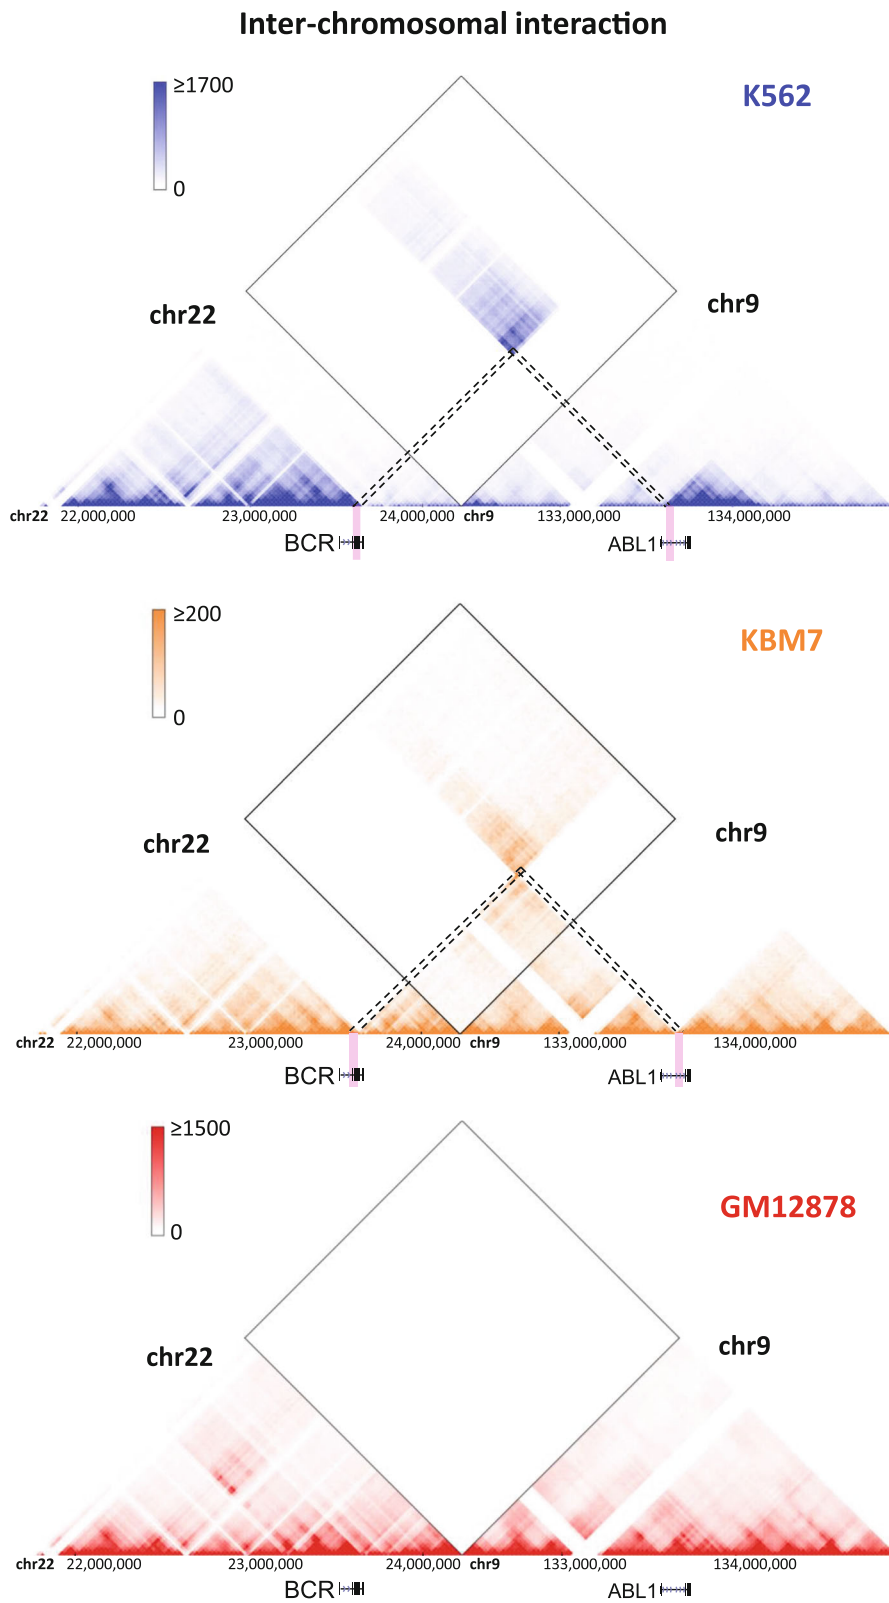 Inter-chromosomal interaction
≥1700
K562
0
chr22
chr9
chr22 22,000,000 23,000,000 24,000,000 chr9 133,000,000 134,000,000
BCR ABL1
≥200
KBM7
0
chr22
chr9
chr22 22,000,000 23,000,000 24,000,000 chr9 133,000,000 134,000,000
BCR ABL1
≥1500
GM12878
0
chr22
chr9
chr22 22,000,000 23,000,000 24,000,000 chr9 133,000,000 134,000,000
BCR ABL1